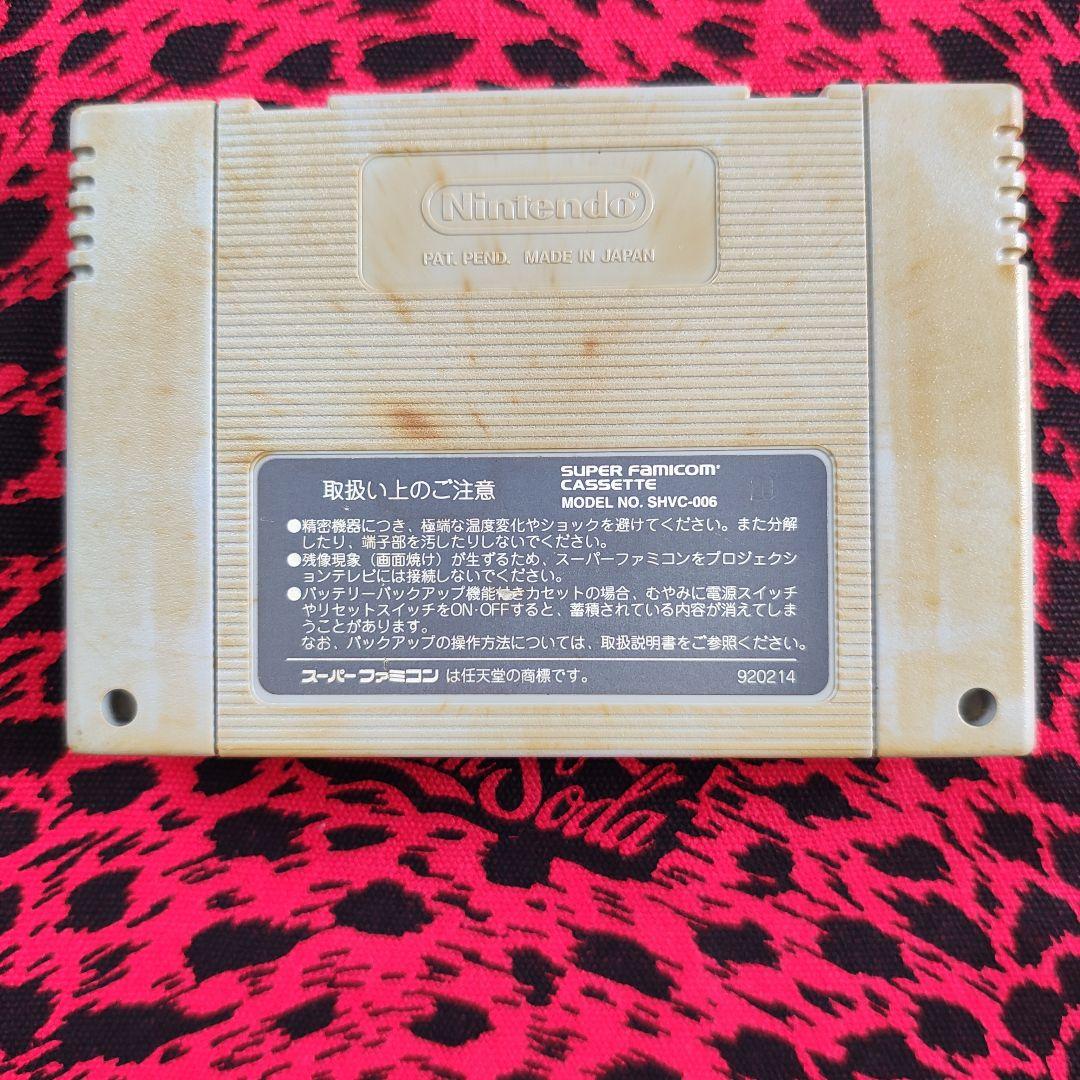 Nintendo®
PAT. PEND. MADE IN JAPAN
取扱い上のご注意
SUPER FAMICOM
CASSETTE
MODEL NO. SHVC-006
●精密機器につき、極端な温度変化やショックを避けてください。また分解
したり、端子部を汚したりしないでください。
●残像現象（画面焼け）が生ずるため、スーパーファミコンをプロジェクシ
ョンテレビには接続しないでください。
●バッテリーバックアップ機能付きカセットの場合、むやみに電源スイッチ
やリセットスイッチをON・OFFすると、蓄積されている内容が消えてしま
うことがあります。
なお、バックアップの操作方法については、取扱説明書をご参照ください。
スーパーファミコン は任天堂の商標です。
920214
Soda